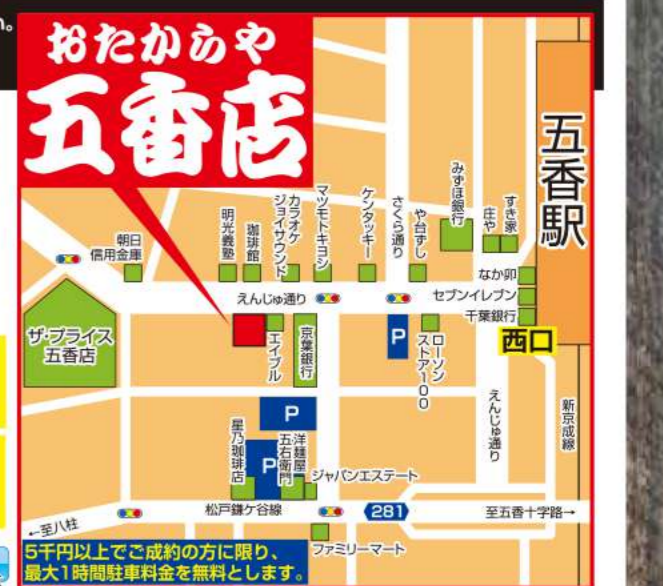 い。
おたからや
五香店
五香駅
みずほ銀行
すき家
庄や
や台ずし
さくら通り
ケンタッキー
マツモトキヨシ
カラオケ
ジョイサウンド
珈琲館
明光義塾
朝日
信用金庫
なか卯
セブンイレブン
千葉銀行
西口
えんじゅ通り
ザ・プライス
五香店
エイブル
京葉銀行
P
ローソン
ストア100
えんじゅ通り
新京成線
P
P
星乃珈琲店
洋麺屋
五右衛門
ジャパンエステート
松戸鎌ケ谷線
281
至五香十字路→
←至八柱
ファミリーマート
5千円以上でご成約の方に限り、
最大1時間駐車料金を無料とします。